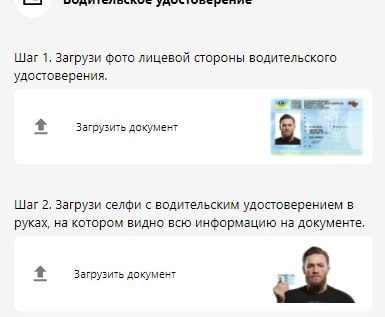 Водительское удостоверение
Шаг 1. Загрузи фото лицевой стороны водительского
удостоверения.
Загрузить документ
Шаг 2. Загрузи селфи с водительским удостоверением в
руках, на котором видно всю информацию на документе.
Загрузить документ